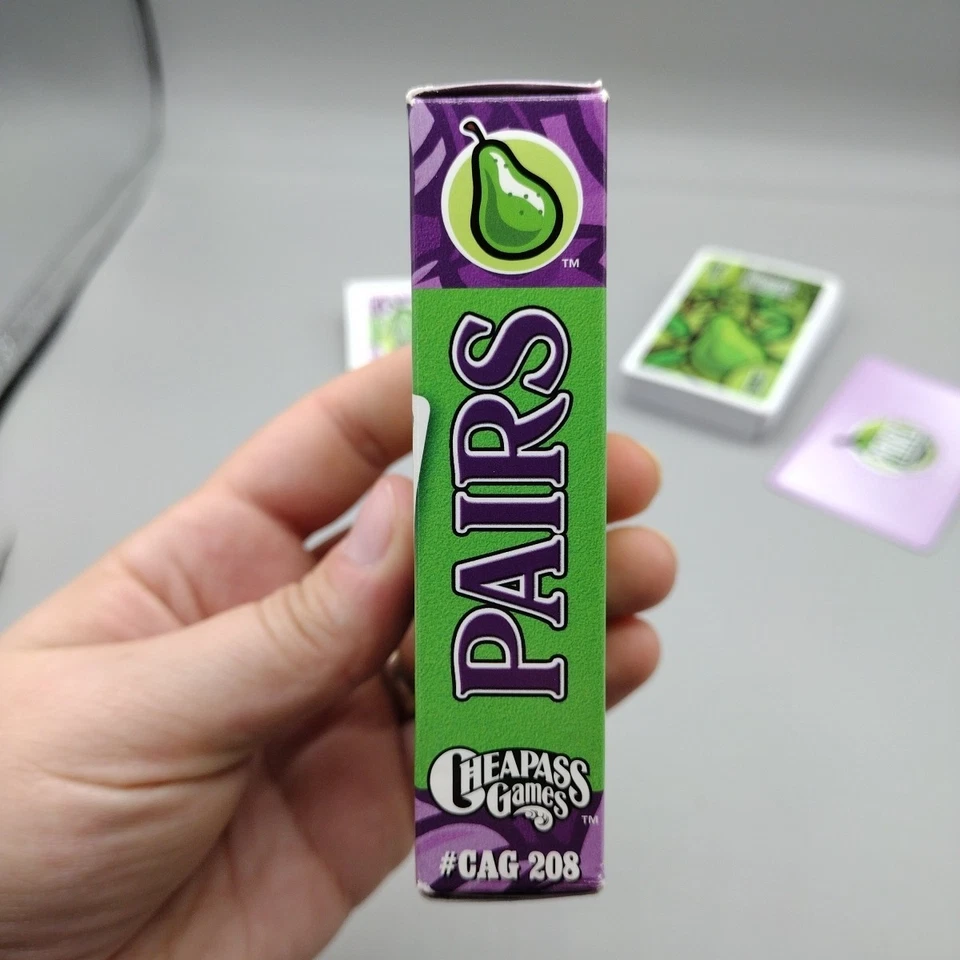 TM
PAIRS
CHEAPASS
Games
TM
#CAG 208